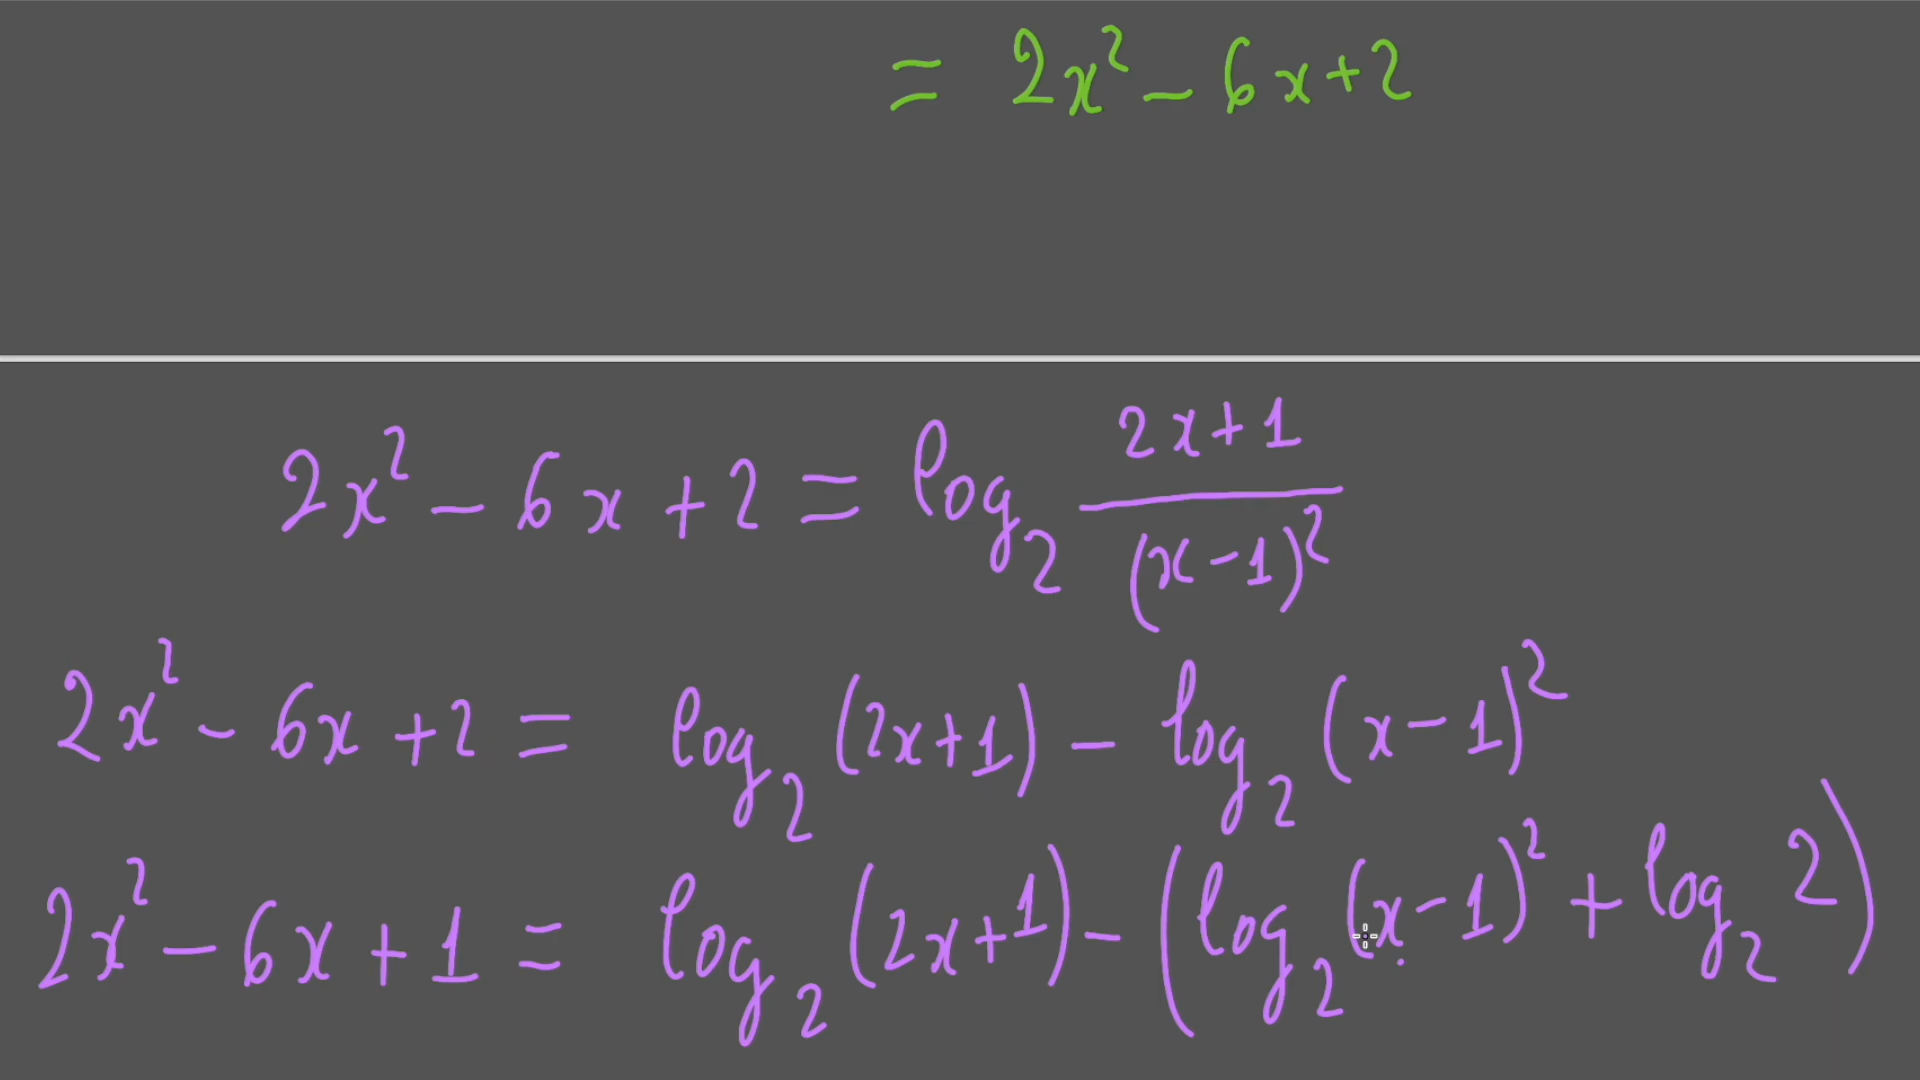 = 2x² - 6x + 2
2x² - 6x + 2 = log₂ (2x+1)/(x-1)²
2x² - 6x + 2 = log₂ (2x+1) - log₂ (x-1)²
2x² - 6x + 1 = log₂ (2x+1) - (log₂ (x-1)² + log₂ 2)